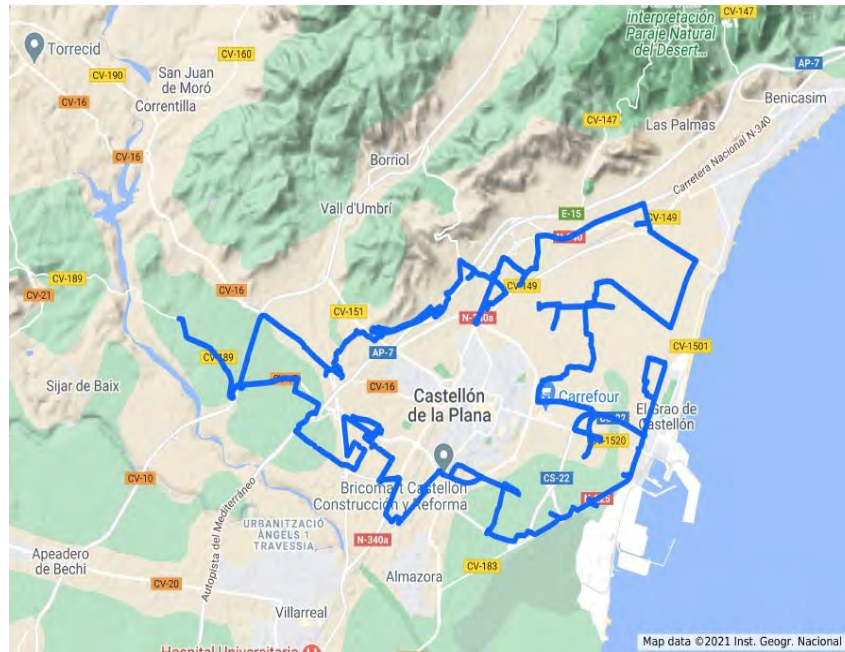 interpretación
Paraje Natural
del Desert...
CV-147
Torrecid
CV-160
AP-7
CV-190
San Juan
de Moró
Benicasim
CV-16
Correntilla
CV-147
Las Palmas
Carretera Nacional N-340
CV-16
Borriol
Vall d'Umbrí
E-15
CV-149
N-340
CV-189
CV-16
CV-149
CV-21
CV-151
N-340a
CV-1501
CV-189
AP-7
Sijar de Baix
CV-16
Castellón
de la Plana
Carrefour
CS-22
El Grao de
Castellón
CV-1520
CV-10
Bricomart Castellón
Construcción y Reforma
CS-22
Autopista del Mediterráneo
URBANITZACIÓ
ÀNGELS 1
TRAVESSIA
N-340a
Apeadero
de Bechi
Almazora
CV-183
CV-20
Villarreal
Hospital Universitario
Map data ©2021 Inst. Geogr. Nacional